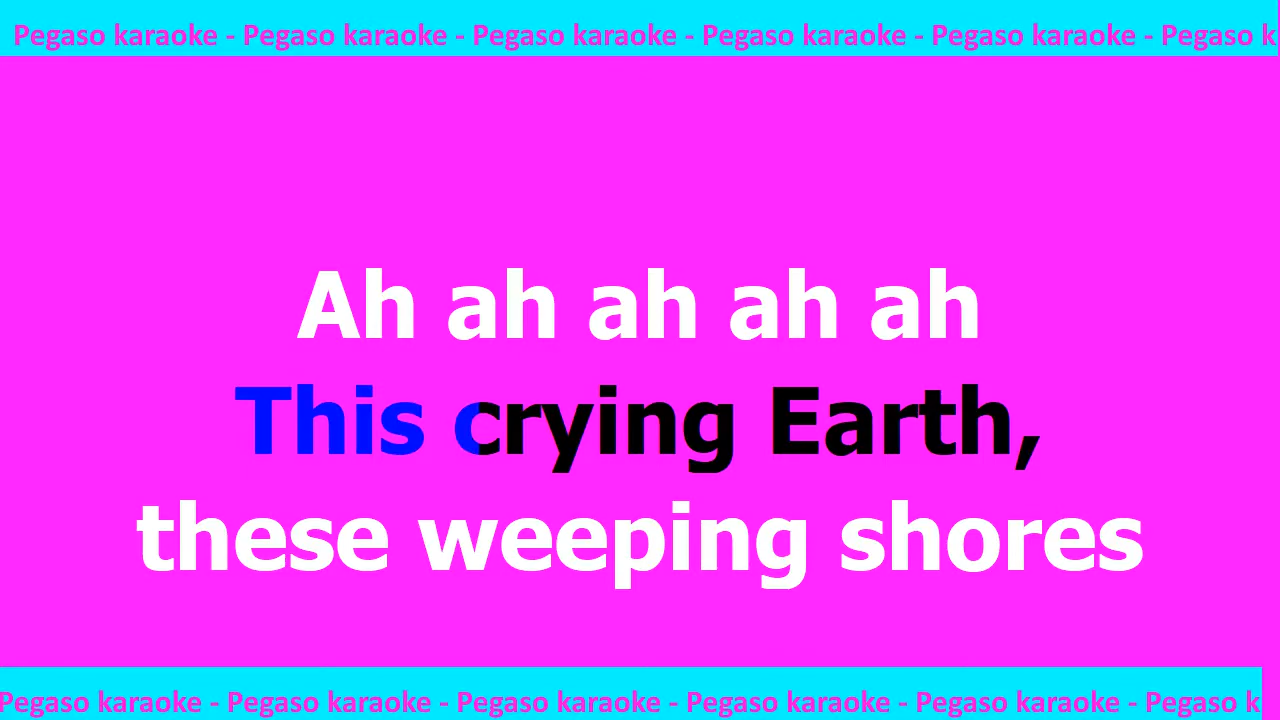 Pegaso karaoke - Pegaso karaoke - Pegaso karaoke - Pegaso karaoke - Pegaso karaoke - Pegaso k
Ah ah ah ah ah
This crying Earth,
these weeping shores
Pegaso karaoke - Pegaso karaoke - Pegaso karaoke - Pegaso karaoke - Pegaso karaoke - Pegaso k